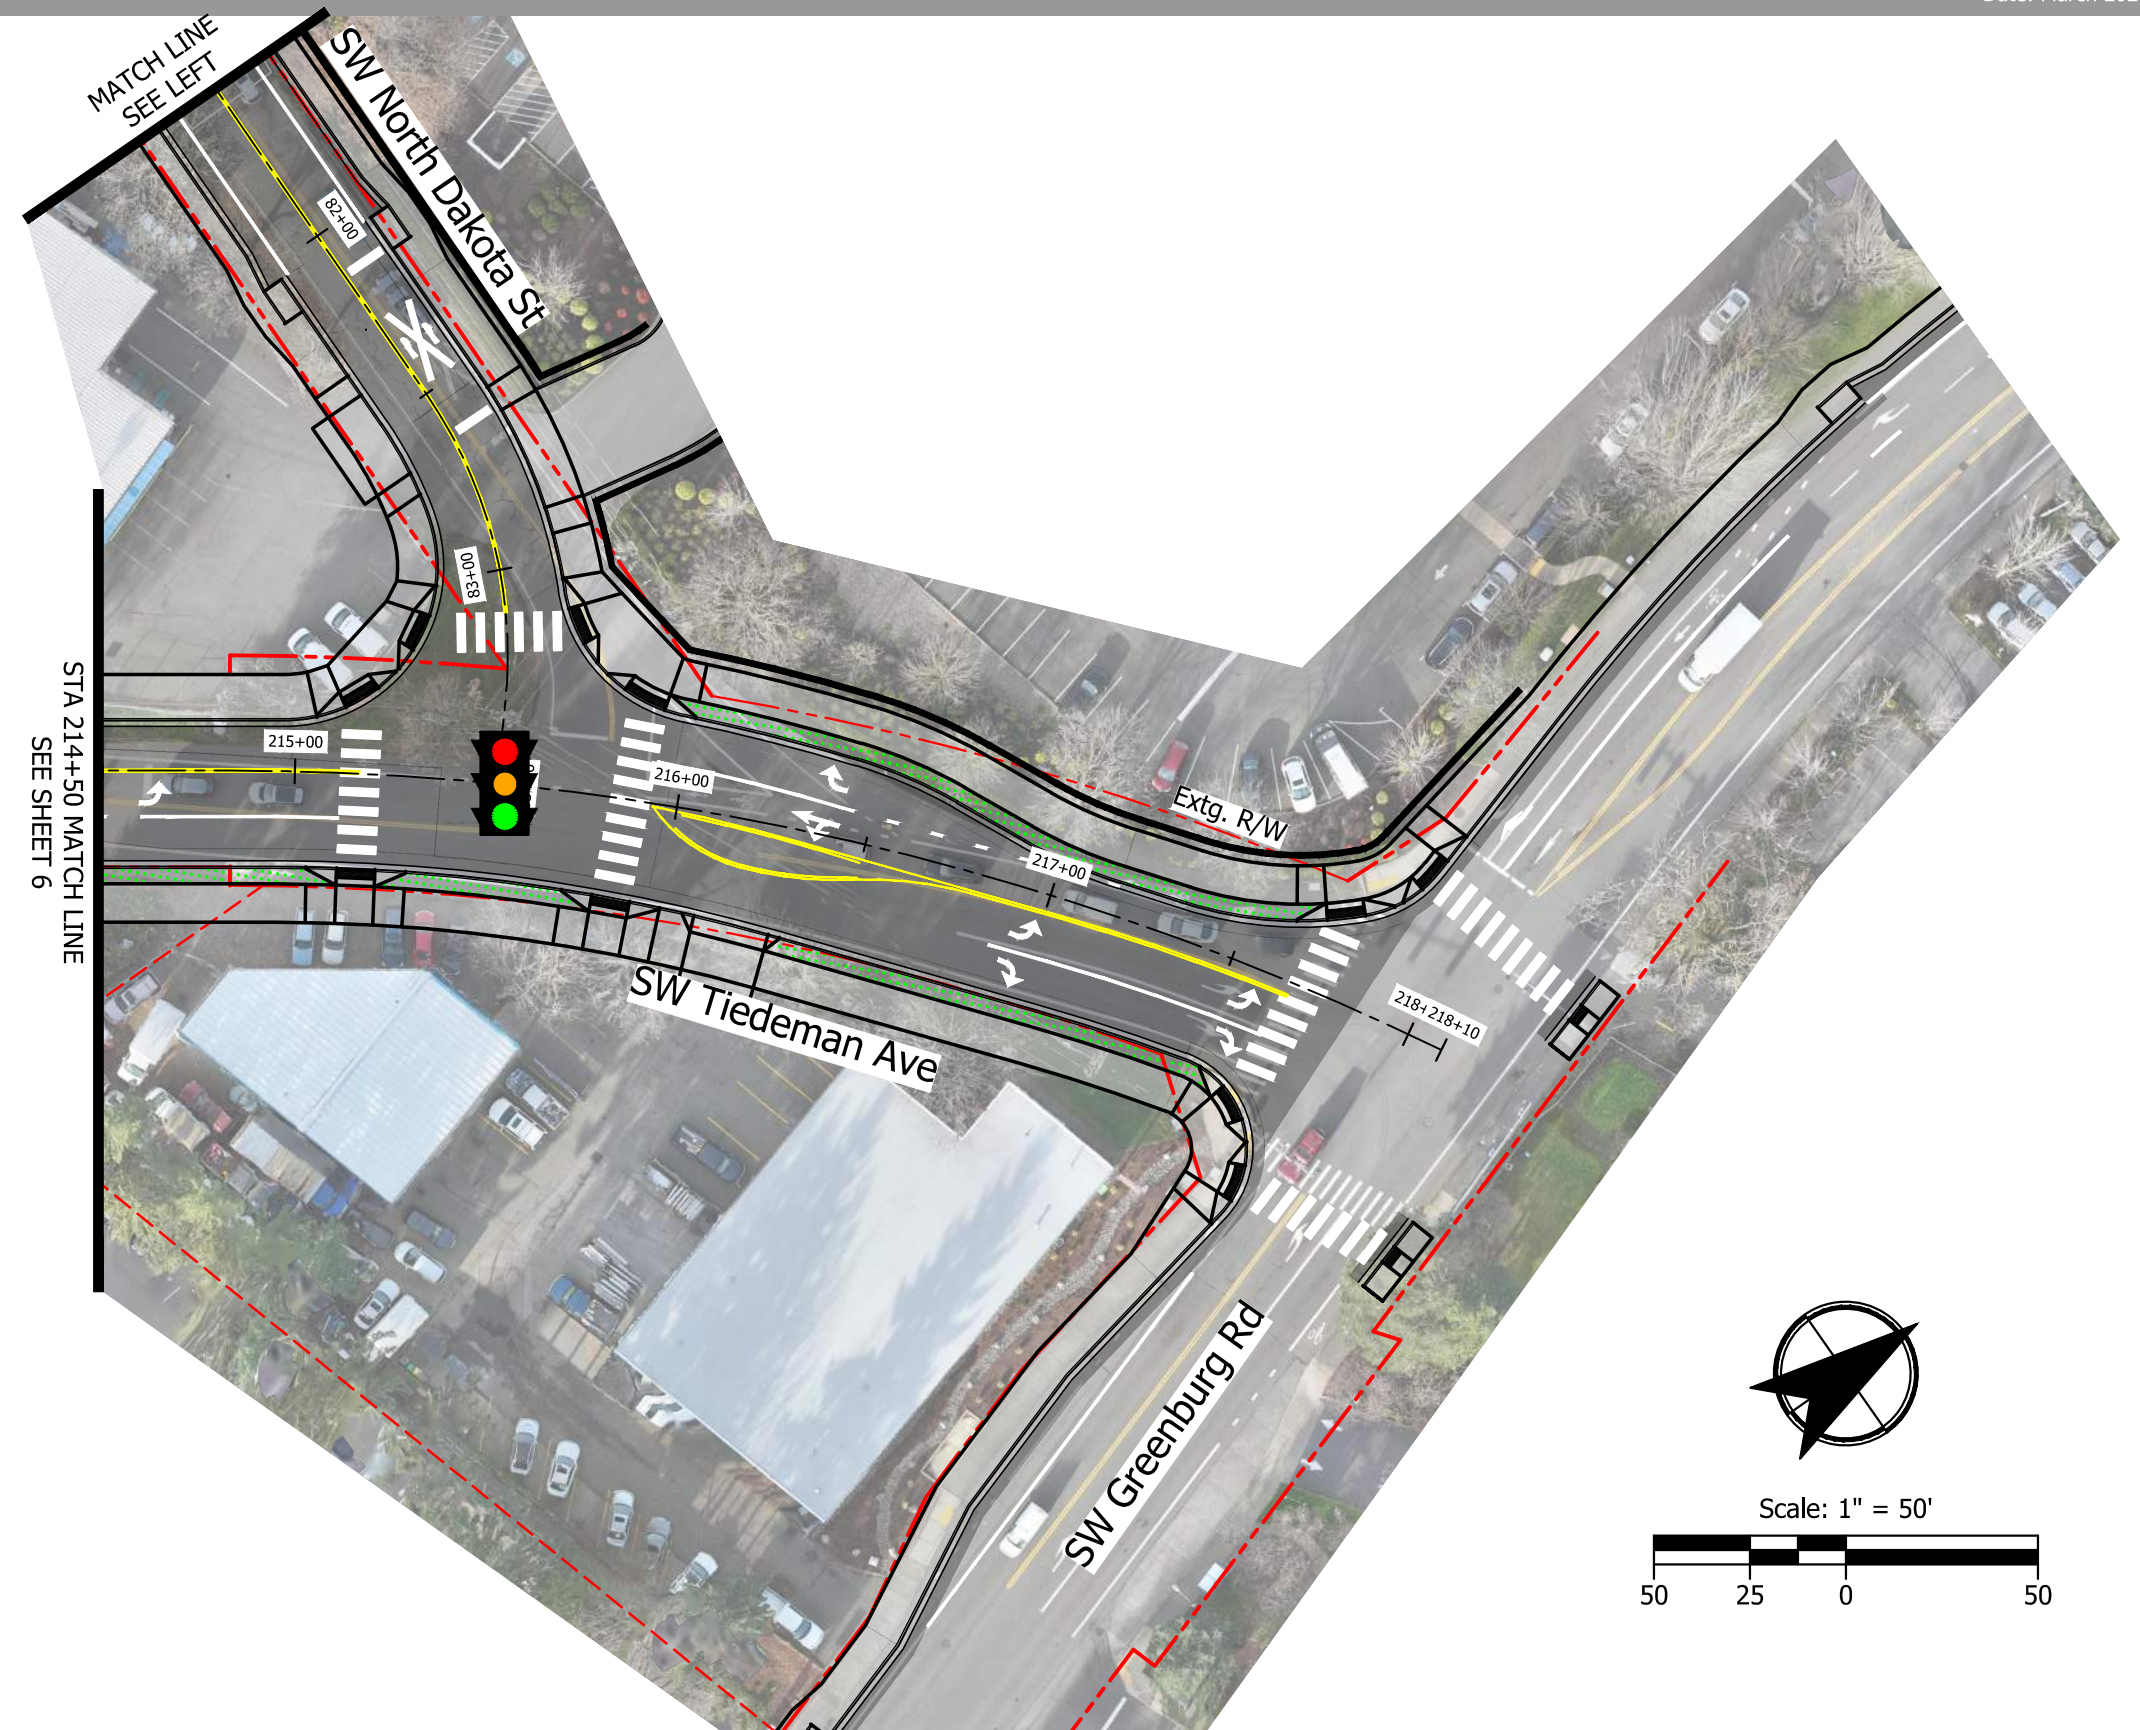 MATCH LINE
SEE LEFT
SW North Dakota St
82+00
83+00
STA 214+50 MATCH LINE
SEE SHEET 6
215+00
216+00
217+00
Extg. R/W
218+218+10
SW Tiedeman Ave
SW Greenburg Rd
Scale: 1" = 50'
50 25 0 50